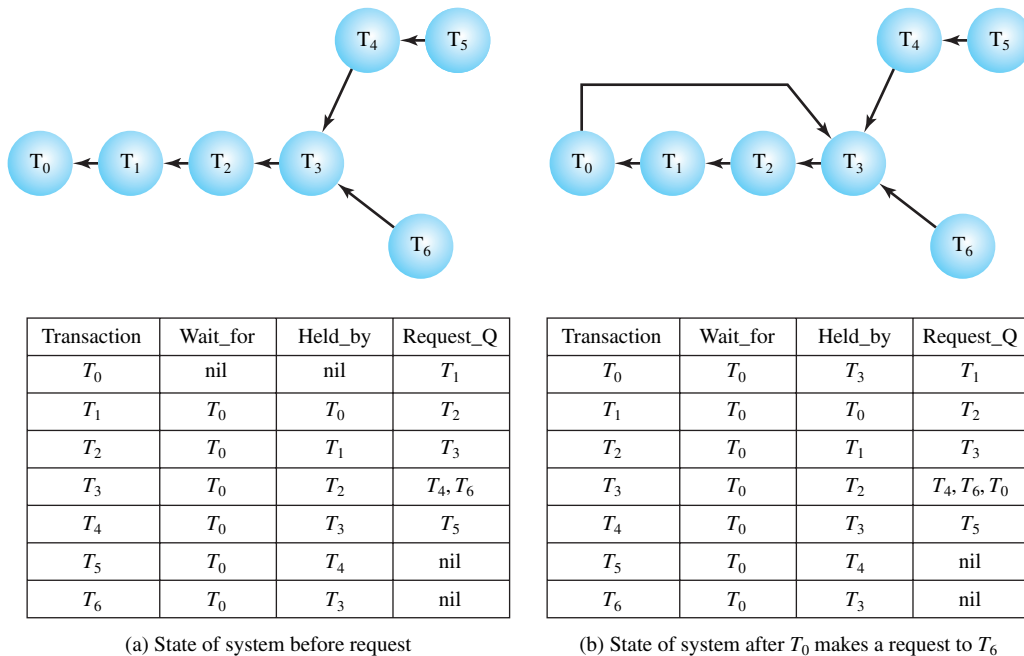 T4 T5
T0 T1 T2 T3
T6
Transaction Wait_for Held_by Request_Q
T0 nil nil T1
T1 T0 T0 T2
T2 T0 T1 T3
T3 T0 T2 T4, T6
T4 T0 T3 T5
T5 T0 T4 nil
T6 T0 T3 nil
(a) State of system before request
T4 T5
T0 T1 T2 T3
T6
Transaction Wait_for Held_by Request_Q
T0 T0 T3 T1
T1 T0 T0 T2
T2 T0 T1 T3
T3 T0 T2 T4, T6, T0
T4 T0 T3 T5
T5 T0 T4 nil
T6 T0 T3 nil
(b) State of system after T0 makes a request to T6